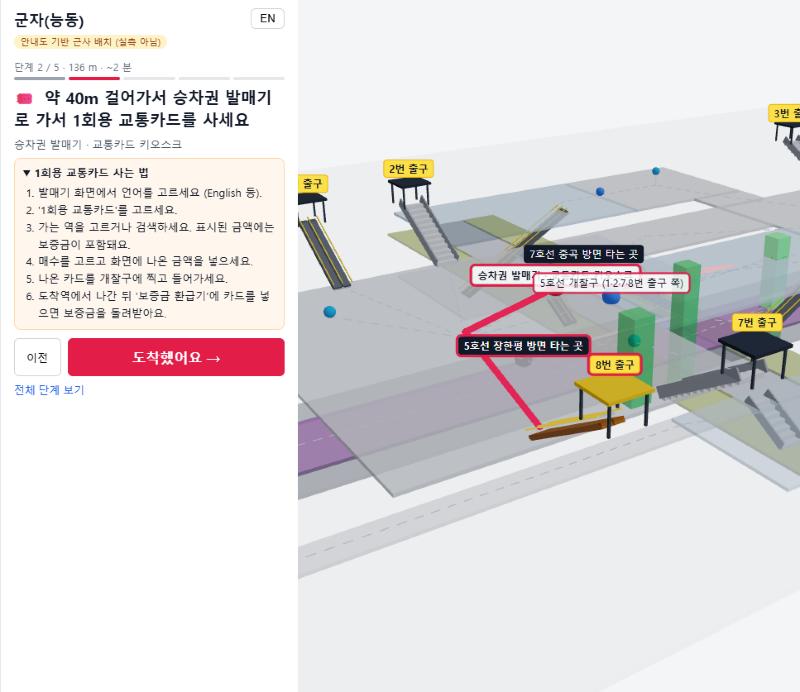 군자(능동)
EN
안내도 기반 근사 배치 (실측 아님)
단계 2 / 5 · 136 m · ~2 분
약 40m 걸어가서 승차권 발매기
로 가서 1회용 교통카드를 사세요
승차권 발매기 · 교통카드 키오스크
▼ 1회용 교통카드 사는 법
1. 발매기 화면에서 언어를 고르세요 (English 등).
2. '1회용 교통카드'를 고르세요.
3. 가는 역을 고르거나 검색하세요. 표시된 금액에는
보증금이 포함돼요.
4. 매수를 고르고 화면에 나온 금액을 넣으세요.
5. 나온 카드를 개찰구에 찍고 들어가세요.
6. 도착역에서 나간 뒤 '보증금 환급기'에 카드를 넣
으면 보증금을 돌려받아요.
이전
도착했어요 →
전체 단계 보기
3번 출
출구
2번 출구
7호선 중곡 방면 타는 곳
승차권 발매
5호선 개찰구 (1·2·7·8번 출구 쪽)
7번 출구
5호선 장한평 방면 타는 곳
8번 출구